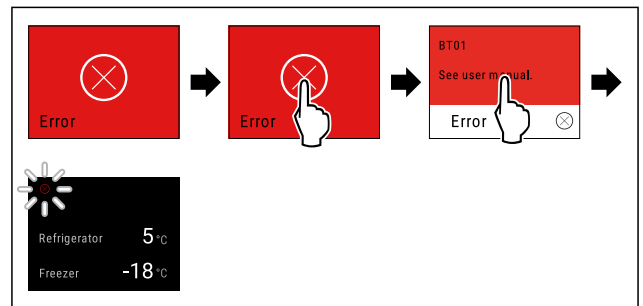 Error
Error
BT01
See user manual.
Error
Refrigerator 5 °C
Freezer -18 °C